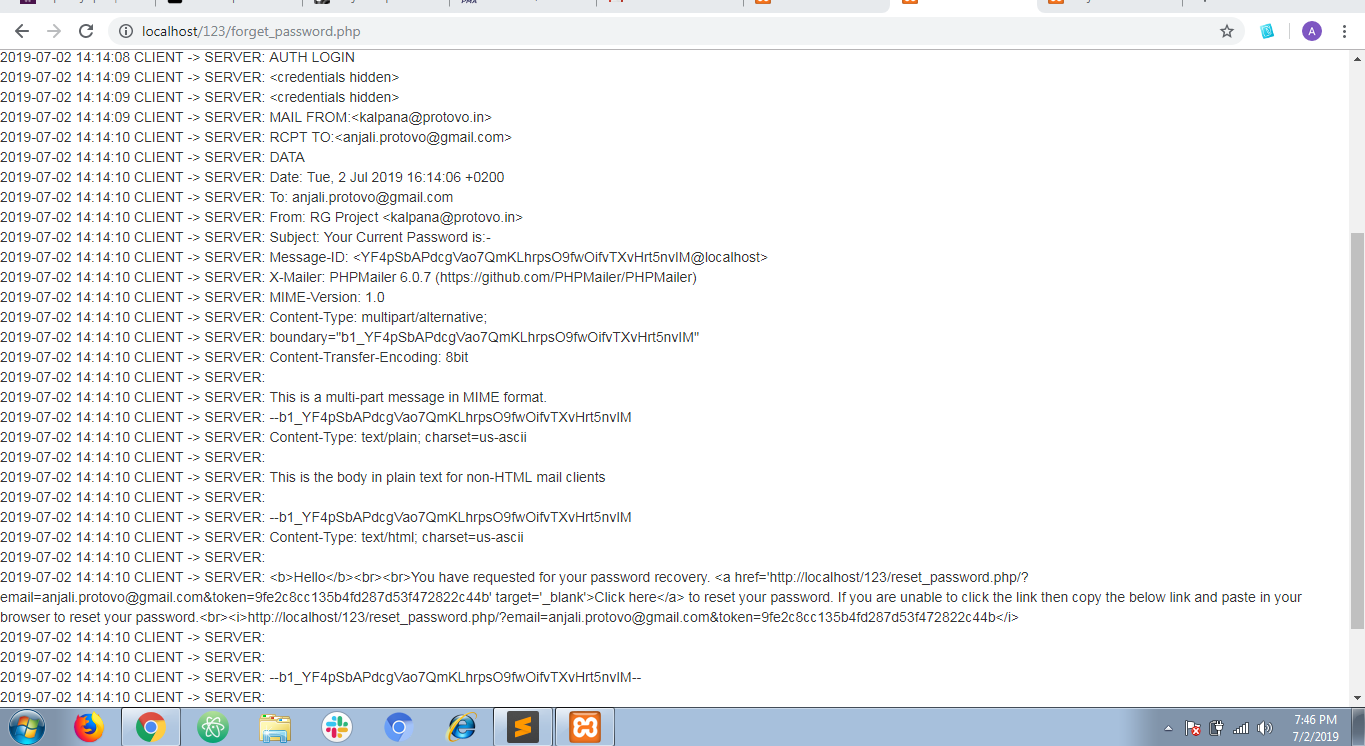 localhost/123/forget_password.php
A
2019-07-02 14:14:08 CLIENT -> SERVER: AUTH LOGIN
2019-07-02 14:14:09 CLIENT -> SERVER: <credentials hidden>
2019-07-02 14:14:09 CLIENT -> SERVER: <credentials hidden>
2019-07-02 14:14:09 CLIENT -> SERVER: MAIL FROM:<kalpana@protovo.in>
2019-07-02 14:14:10 CLIENT -> SERVER: RCPT TO:<anjali.protovo@gmail.com>
2019-07-02 14:14:10 CLIENT -> SERVER: DATA
2019-07-02 14:14:10 CLIENT -> SERVER: Date: Tue, 2 Jul 2019 16:14:06 +0200
2019-07-02 14:14:10 CLIENT -> SERVER: To: anjali.protovo@gmail.com
2019-07-02 14:14:10 CLIENT -> SERVER: From: RG Project <kalpana@protovo.in>
2019-07-02 14:14:10 CLIENT -> SERVER: Subject: Your Current Password is:-
2019-07-02 14:14:10 CLIENT -> SERVER: Message-ID: <YF4pSbAPdcgVao7QmKLhrpsO9fwOifvTXvHrt5nvIM@localhost>
2019-07-02 14:14:10 CLIENT -> SERVER: X-Mailer: PHPMailer 6.0.7 (https://github.com/PHPMailer/PHPMailer)
2019-07-02 14:14:10 CLIENT -> SERVER: MIME-Version: 1.0
2019-07-02 14:14:10 CLIENT -> SERVER: Content-Type: multipart/alternative;
2019-07-02 14:14:10 CLIENT -> SERVER: boundary="b1_YF4pSbAPdcgVao7QmKLhrpsO9fwOifvTXvHrt5nvIM"
2019-07-02 14:14:10 CLIENT -> SERVER: Content-Transfer-Encoding: 8bit
2019-07-02 14:14:10 CLIENT -> SERVER:
2019-07-02 14:14:10 CLIENT -> SERVER: This is a multi-part message in MIME format.
2019-07-02 14:14:10 CLIENT -> SERVER: --b1_YF4pSbAPdcgVao7QmKLhrpsO9fwOifvTXvHrt5nvIM
2019-07-02 14:14:10 CLIENT -> SERVER: Content-Type: text/plain; charset=us-ascii
2019-07-02 14:14:10 CLIENT -> SERVER:
2019-07-02 14:14:10 CLIENT -> SERVER: This is the body in plain text for non-HTML mail clients
2019-07-02 14:14:10 CLIENT -> SERVER:
2019-07-02 14:14:10 CLIENT -> SERVER: --b1_YF4pSbAPdcgVao7QmKLhrpsO9fwOifvTXvHrt5nvIM
2019-07-02 14:14:10 CLIENT -> SERVER: Content-Type: text/html; charset=us-ascii
2019-07-02 14:14:10 CLIENT -> SERVER:
2019-07-02 14:14:10 CLIENT -> SERVER: <b>Hello</b><br><br>You have requested for your password recovery. <a href='http://localhost/123/reset_password.php/?
email=anjali.protovo@gmail.com&token=9fe2c8cc135b4fd287d53f472822c44b' target='_blank'>Click here</a> to reset your password. If you are unable to click the link then copy the below link and paste in your
browser to reset your password.<br><i>http://localhost/123/reset_password.php/?email=anjali.protovo@gmail.com&token=9fe2c8cc135b4fd287d53f472822c44b</i>
2019-07-02 14:14:10 CLIENT -> SERVER:
2019-07-02 14:14:10 CLIENT -> SERVER:
2019-07-02 14:14:10 CLIENT -> SERVER: --b1_YF4pSbAPdcgVao7QmKLhrpsO9fwOifvTXvHrt5nvIM--
2019-07-02 14:14:10 CLIENT -> SERVER:
7:46 PM
7/2/2019